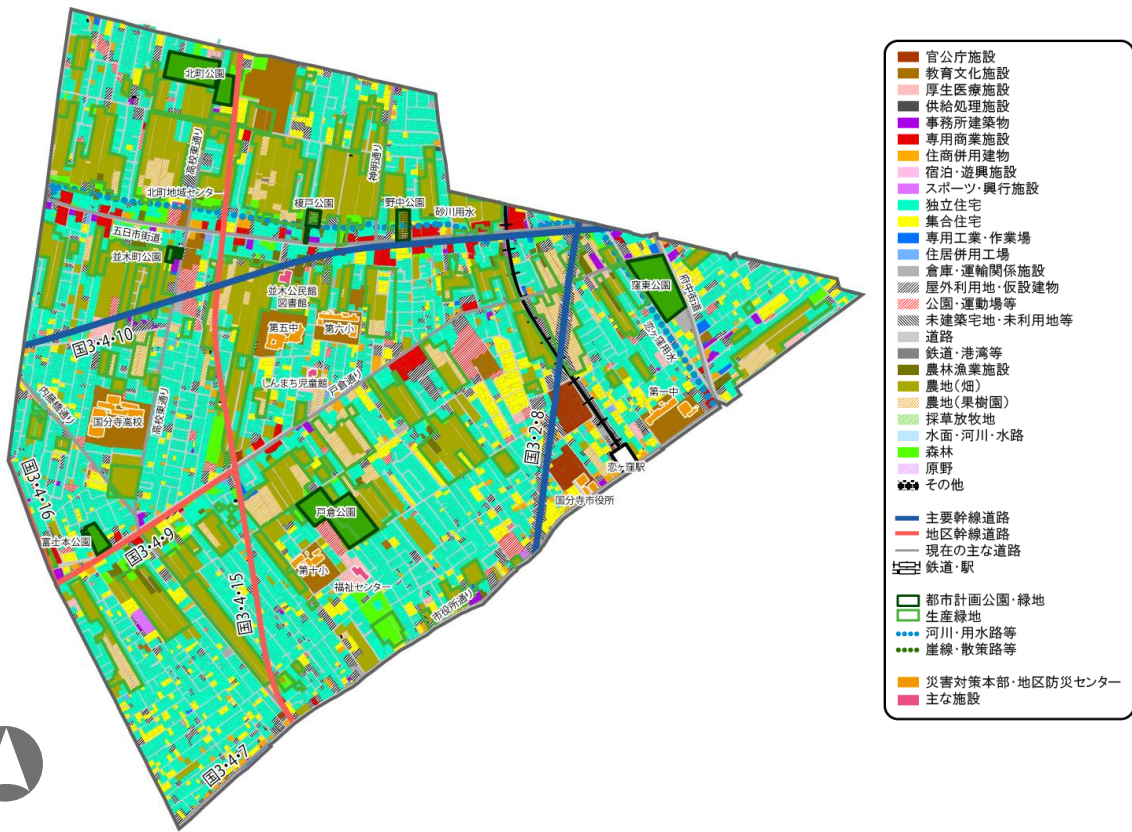 北町公園
高校東通り
神明通り
北町地域センター
榎戸公園
野中公園
砂川用水
五日市街道
並木町公園
並木公民館
図書館
窪東公園
府中街道
恋ヶ窪用水
国3・4・10
第五中
第六小
しんまち児童館
戸倉通り
第一中
内藤橋通り
国分寺高校
高校東通り
国3・2・8
恋ヶ窪駅
国分寺市役所
国3・4・16
戸倉公園
富士本公園
国3・4・9
第十小
福祉センター
国3・4・15
市役所通り
国3・4・7
官公庁施設
教育文化施設
厚生医療施設
供給処理施設
事務所建築物
専用商業施設
住商併用建物
宿泊・遊興施設
スポーツ・興行施設
独立住宅
集合住宅
専用工業・作業場
住居併用工場
倉庫・運輸関係施設
屋外利用地・仮設建物
公園・運動場等
未建築宅地・未利用地等
道路
鉄道・港湾等
農林漁業施設
農地(畑)
農地(果樹園)
採草放牧地
水面・河川・水路
森林
原野
その他
主要幹線道路
地区幹線道路
現在の主な道路
鉄道・駅
都市計画公園・緑地
生産緑地
河川・用水路等
崖線・散策路等
災害対策本部・地区防災センター
主な施設